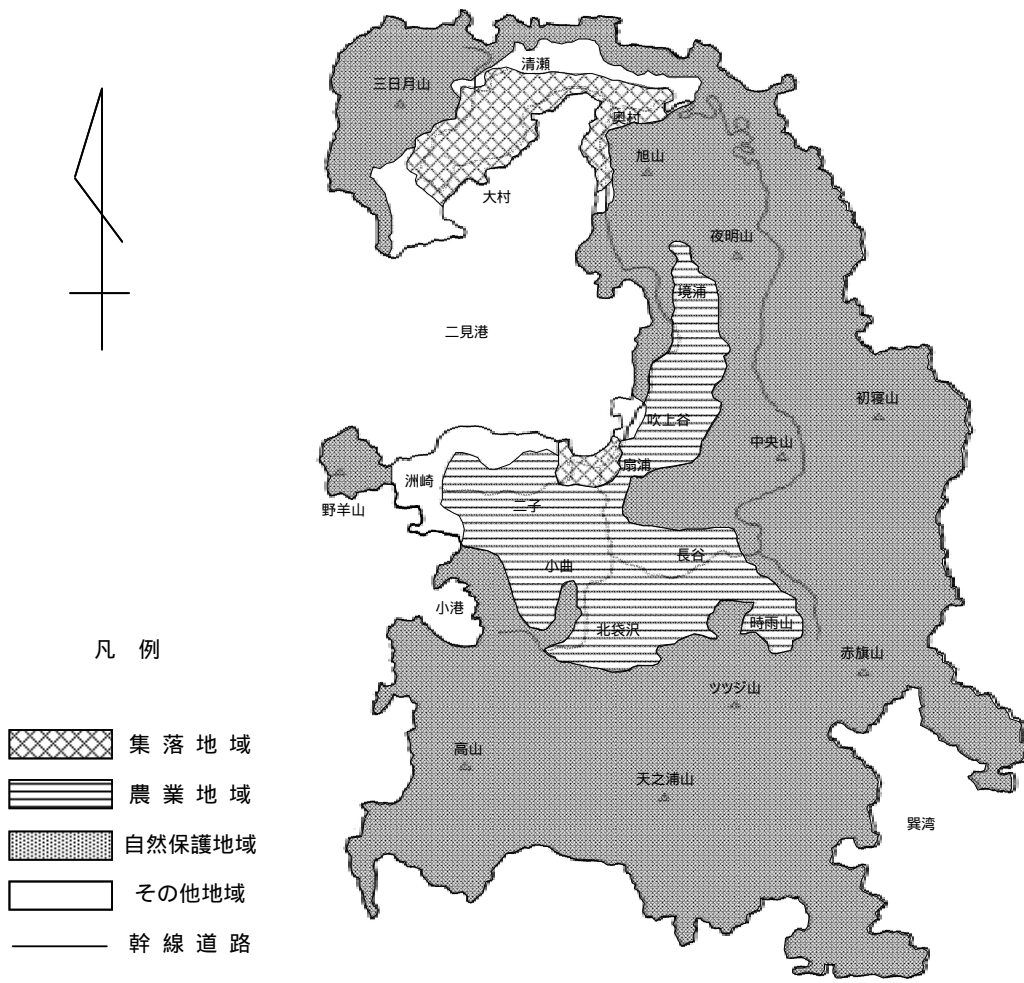 清瀬
三日月山
奥村
旭山
大村
夜明山
境浦
二見港
初寝山
吹上谷
中央山
扇浦
洲崎
二子
野羊山
長谷
小曲
小港
時雨山
北袋沢
赤旗山
ツツジ山
高山
天之浦山
巽湾
凡 例
集落地域
農業地域
自然保護地域
その他地域
幹線道路